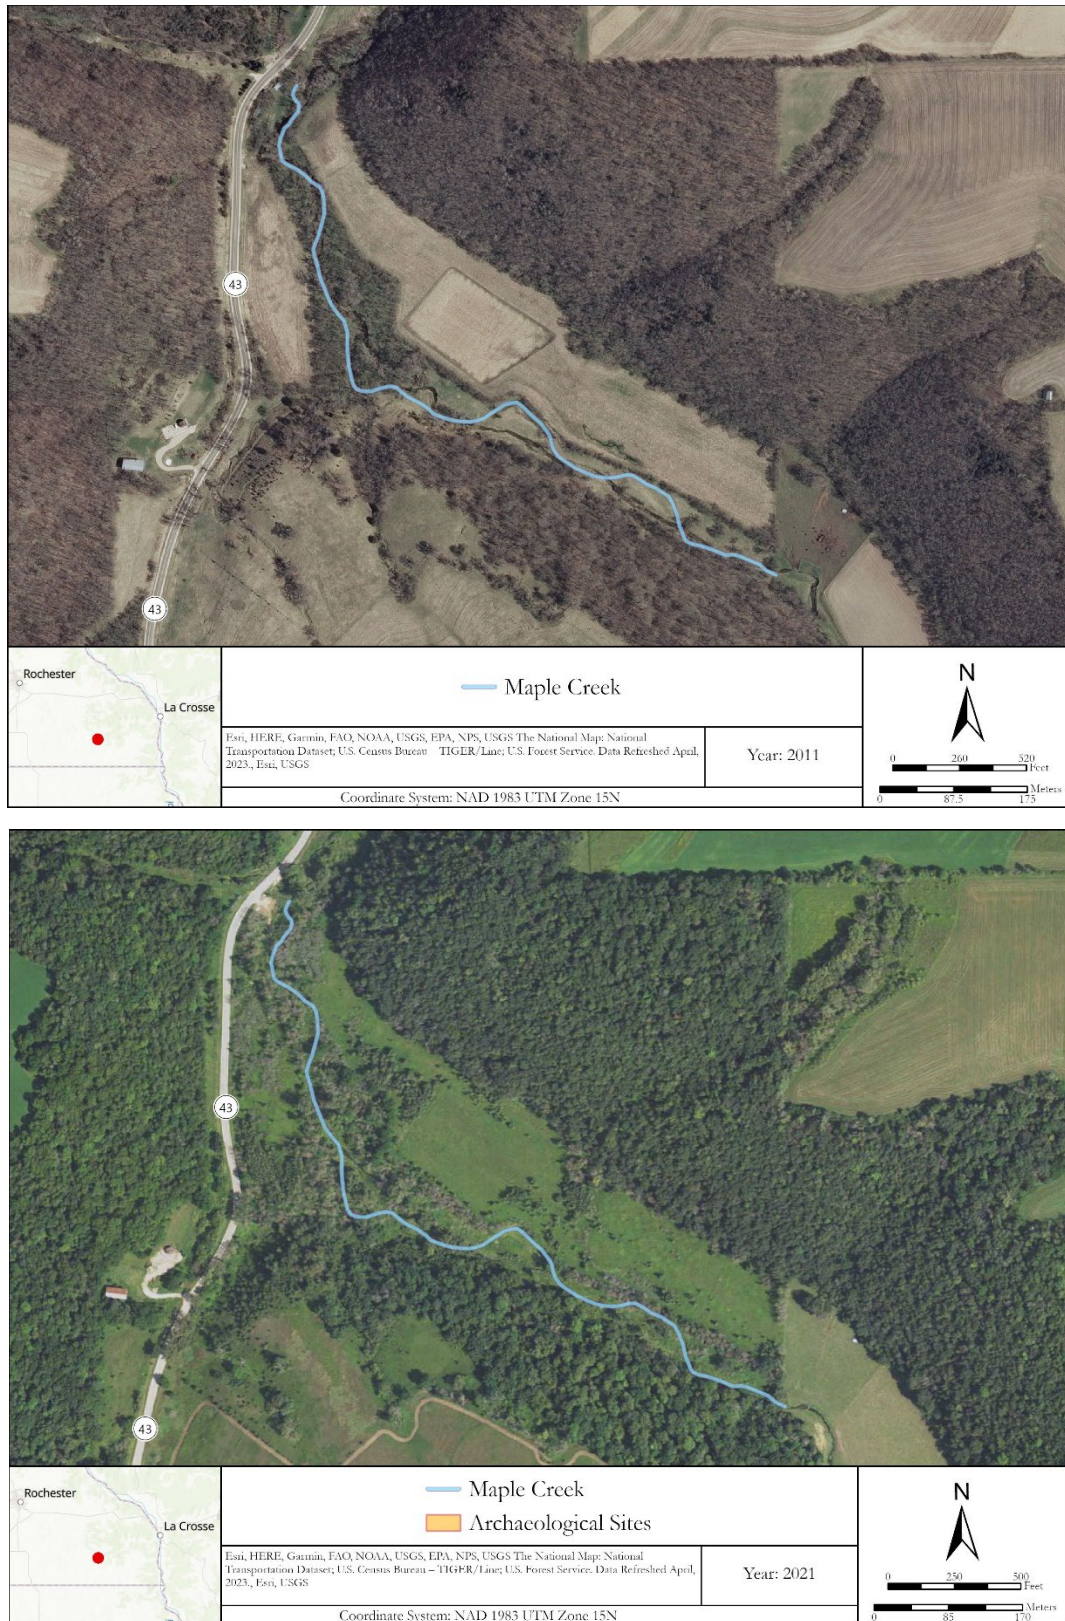 43
43
Rochester
La Crosse
Maple Creek
Esri, HERE, Garmin, FAO, NOAA, USGS, EPA, NPS, USGS The National Map: National
Transportation Dataset; U.S. Census Bureau – TIGER/Line; U.S. Forest Service. Data Refreshed April,
2023., Esri, USGS
Year: 2011
Coordinate System: NAD 1983 UTM Zone 15N
N
0 260 520
Feet
Meters
0 87.5 175
43
43
Rochester
La Crosse
Maple Creek
Archaeological Sites
Esri, HERE, Garmin, FAO, NOAA, USGS, EPA, NPS, USGS The National Map: National
Transportation Dataset; U.S. Census Bureau – TIGER/Line; U.S. Forest Service. Data Refreshed April,
2023., Esri, USGS
Year: 2021
Coordinate System: NAD 1983 UTM Zone 15N
N
0 250 500
Feet
Meters
0 85 170